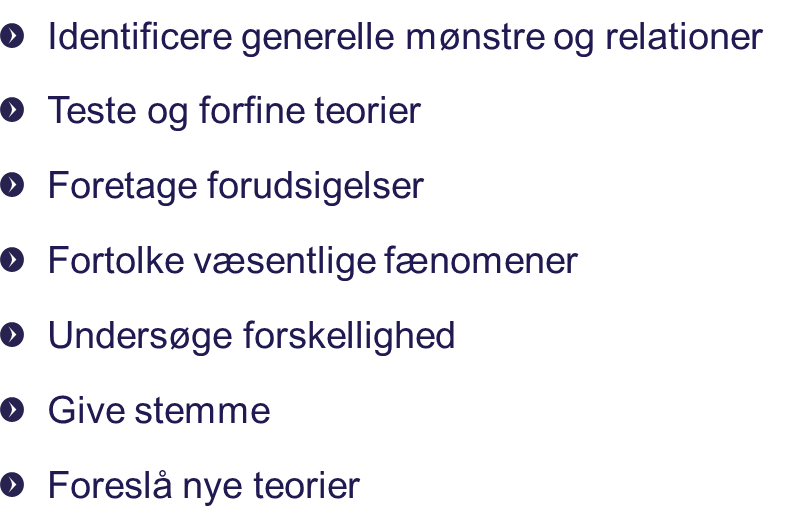 Identificere generelle mønstre og relationer
Teste og forfine teorier
Foretage forudsigelser
Fortolke væsentlige fænomener
Undersøge forskellighed
Give stemme
Foreslå nye teorier